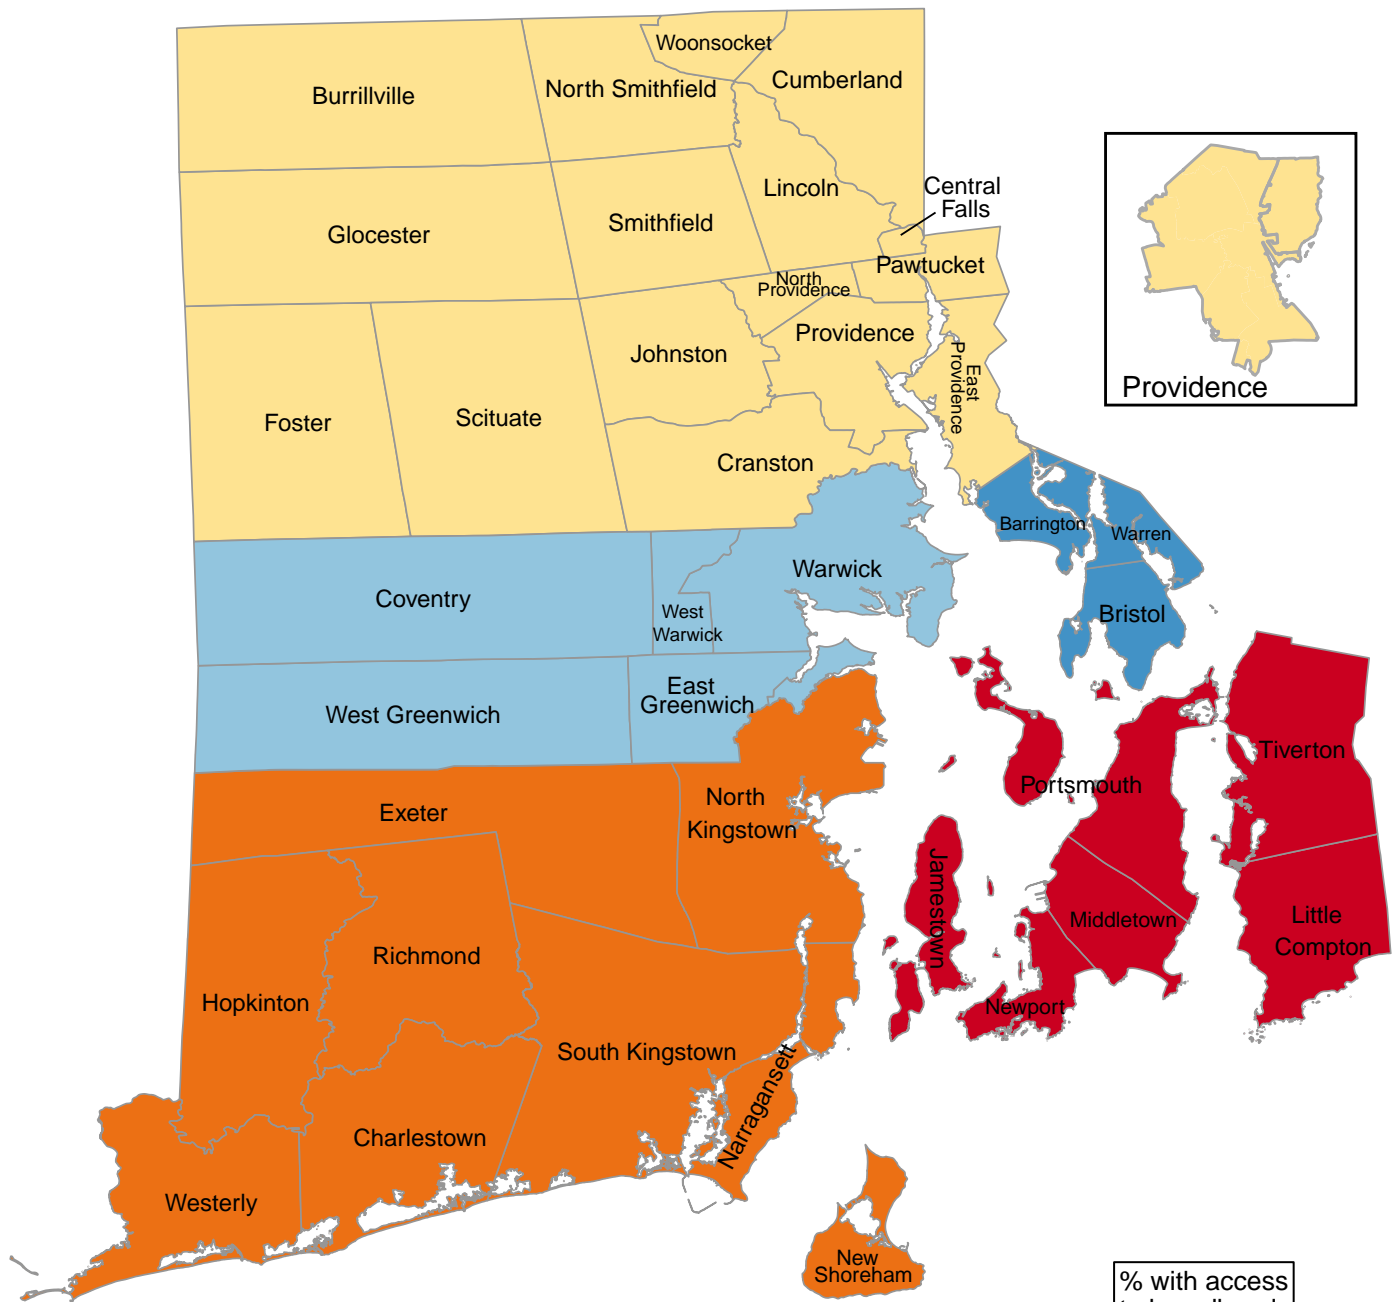 Woonsocket
Cumberland
North Smithfield
Burrillville
Central
Falls
Lincoln
Smithfield
Glocester
Pawtucket
North
Providence
Providence
Johnston
East
Providence
Foster
Scituate
Cranston
Providence
Barrington
Warren
Warwick
Coventry
West
Warwick
Bristol
East
Greenwich
West Greenwich
Tiverton
Portsmouth
North
Kingstown
Exeter
Jamestown
Middletown
Little
Compton
Richmond
Hopkinton
Newport
South Kingstown
Narragansett
Charlestown
Westerly
New
Shoreham
% with access